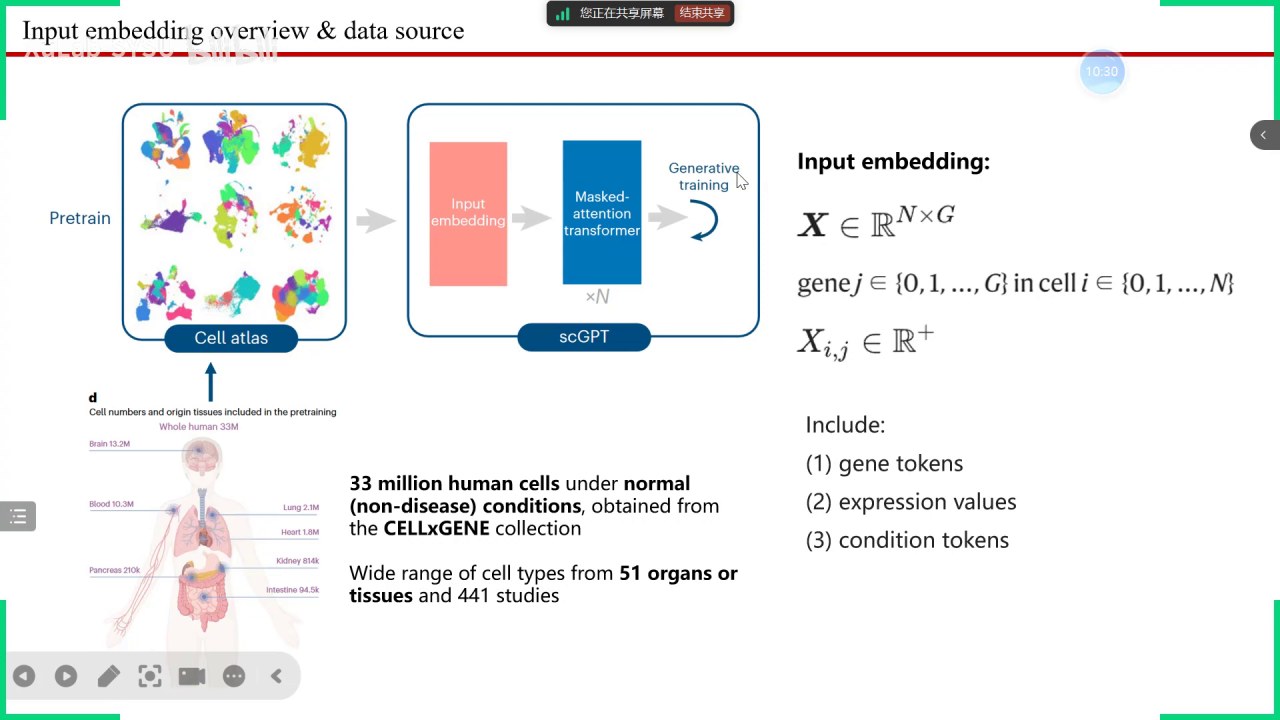 您正在共享屏幕 结束共享
Input embedding overview & data source
bilibili
10:30
Pretrain
Cell atlas
Input
embedding
Masked-
attention
transformer
×N
Generative
training
scGPT
d
Cell numbers and origin tissues included in the pretraining
Whole human 33M
Brain 13.2M
Blood 10.3M
Lung 2.1M
Heart 1.8M
Kidney 814k
Pancreas 210k
Intestine 94.5k
33 million human cells under normal
(non-disease) conditions, obtained from
the CELLxGENE collection
Wide range of cell types from 51 organs or
tissues and 441 studies
Input embedding:
X ∈ ℝ^{N×G}
gene j ∈ {0, 1, …, G} in cell i ∈ {0, 1, …, N}
X_{i,j} ∈ ℝ^+
Include:
(1) gene tokens
(2) expression values
(3) condition tokens